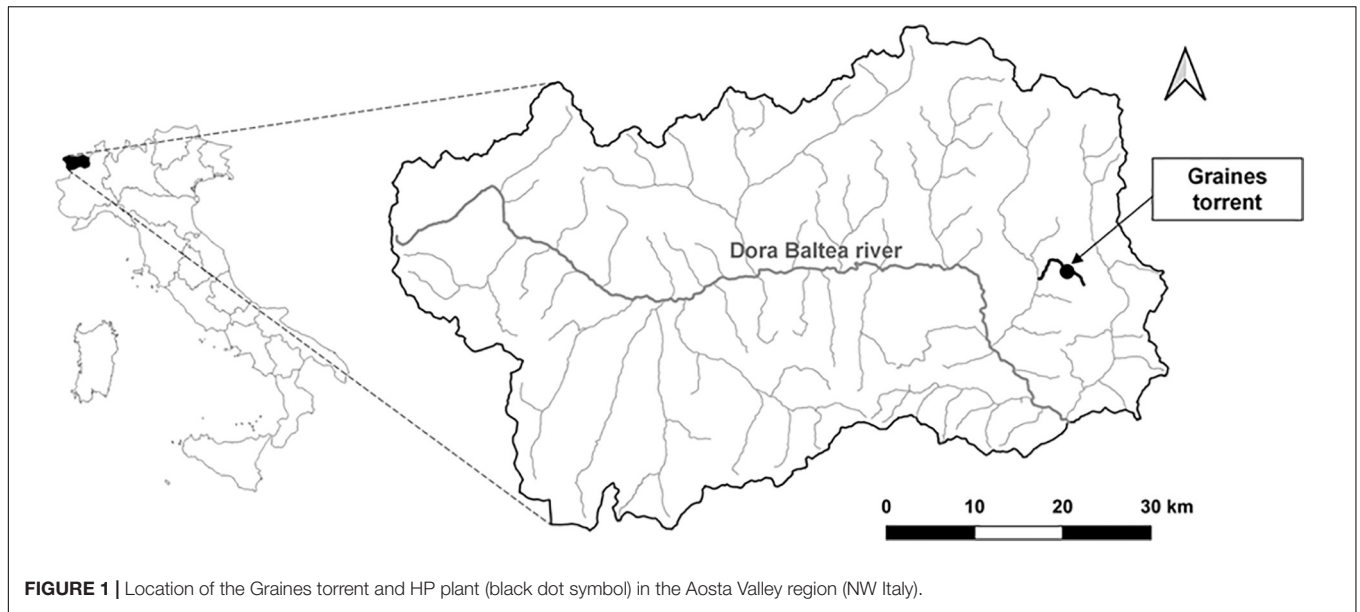 Graines
torrent
Dora Baltea river
0 10 20 30 km
FIGURE 1 | Location of the Graines torrent and HP plant (black dot symbol) in the Aosta Valley region (NW Italy).